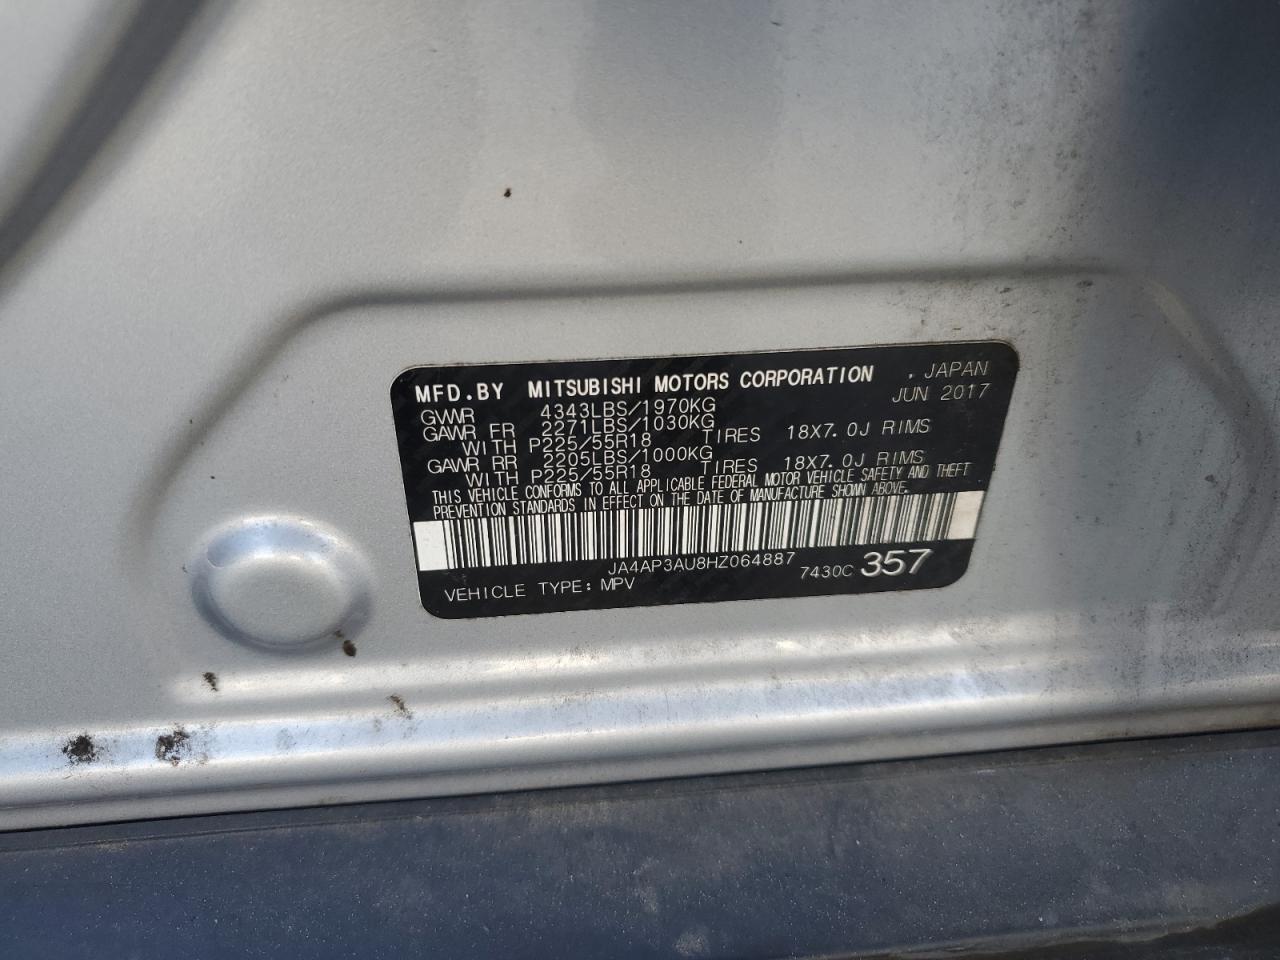 MFD.BY MITSUBISHI MOTORS CORPORATION , JAPAN
JUN 2017
GVWR 4343LBS/1970KG
GAWR FR 2271LBS/1030KG
WITH P225/55R18 TIRES 18X7.0J RIMS
GAWR RR 2205LBS/1000KG
WITH P225/55R18 TIRES 18X7.0J RIMS
THIS VEHICLE CONFORMS TO ALL APPLICABLE FEDERAL MOTOR VEHICLE SAFETY AND THEFT
PREVENTION STANDARDS IN EFFECT ON THE DATE OF MANUFACTURE SHOWN ABOVE.
JA4AP3AU8HZ064887
VEHICLE TYPE: MPV 7430C 357